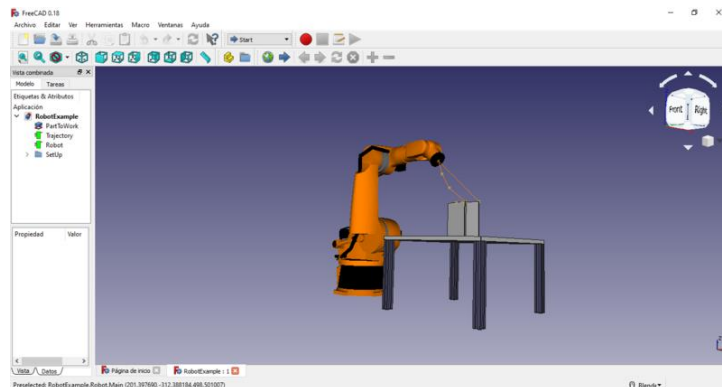 FreeCAD 0.18
Archivo Editar Ver Herramientas Macro Ventanas Ayuda
Start
Vista combinada
Modelo Tareas
Etiquetas & Atributos
Aplicación
RobotExample
PartToWork
Trajectory
Robot
SetUp
Front Right
Propiedad Valor
Vista Datos
Página de inicio RobotExample : 1
Preselected: RobotExample.Robot.Main (201.397690, -312.388184,498.501007)